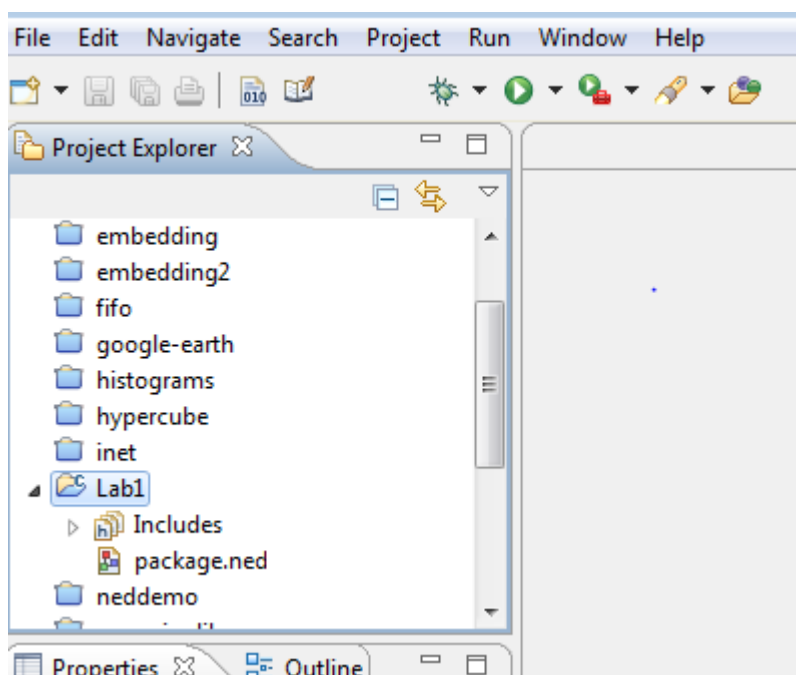 File Edit Navigate Search Project Run Window Help
010
Project Explorer
embedding
embedding2
fifo
google-earth
histograms
hypercube
inet
Lab1
Includes
package.ned
neddemo
Properties Outline